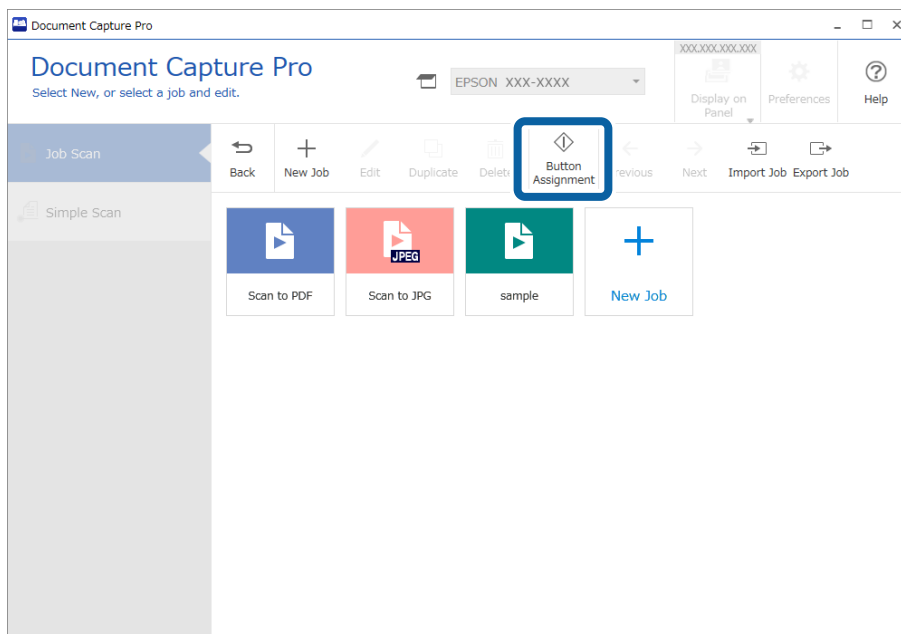 Document Capture Pro
Document Capture Pro
Select New, or select a job and edit.
EPSON XXX-XXXX
XXX.XXX.XXX.XXX
Display on
Panel
Preferences
Help
Job Scan
Simple Scan
Back
New Job
Edit
Duplicate
Delet
Button
Assignment
revious
Next
Import Job
Export Job
Scan to PDF
JPEG
Scan to JPG
sample
New Job